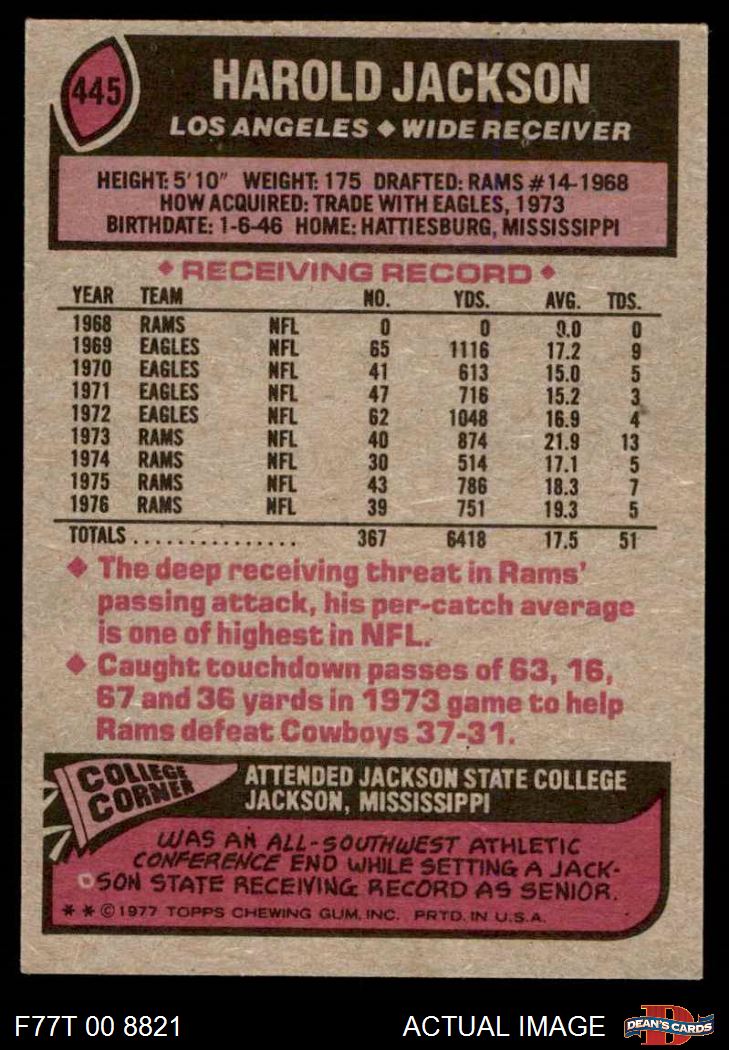 445
HAROLD JACKSON
LOS ANGELES ◆ WIDE RECEIVER
HEIGHT: 5'10" WEIGHT: 175 DRAFTED: RAMS #14-1968
HOW ACQUIRED: TRADE WITH EAGLES, 1973
BIRTHDATE: 1-6-46 HOME: HATTIESBURG, MISSISSIPPI
◆ RECEIVING RECORD ◆
YEAR TEAM NO. YDS. AVG. TDS.
1968 RAMS NFL 0 0 0.0 0
1969 EAGLES NFL 65 1116 17.2 9
1970 EAGLES NFL 41 613 15.0 5
1971 EAGLES NFL 47 716 15.2 3
1972 EAGLES NFL 62 1048 16.9 4
1973 RAMS NFL 40 874 21.9 13
1974 RAMS NFL 30 514 17.1 5
1975 RAMS NFL 43 786 18.3 7
1976 RAMS NFL 39 751 19.3 5
TOTALS ............... 367 6418 17.5 51
◆ The deep receiving threat in Rams'
passing attack, his per-catch average
is one of highest in NFL.
◆ Caught touchdown passes of 63, 16,
67 and 36 yards in 1973 game to help
Rams defeat Cowboys 37-31.
COLLEGE
CORNER
ATTENDED JACKSON STATE COLLEGE
JACKSON, MISSISSIPPI
WAS AN ALL-SOUTHWEST ATHLETIC
CONFERENCE END WHILE SETTING A JACK-
SON STATE RECEIVING RECORD AS SENIOR.
* * © 1977 TOPPS CHEWING GUM, INC. PRTD. IN U.S.A.
F77T 00 8821
ACTUAL IMAGE
D
DEAN'S CARDS